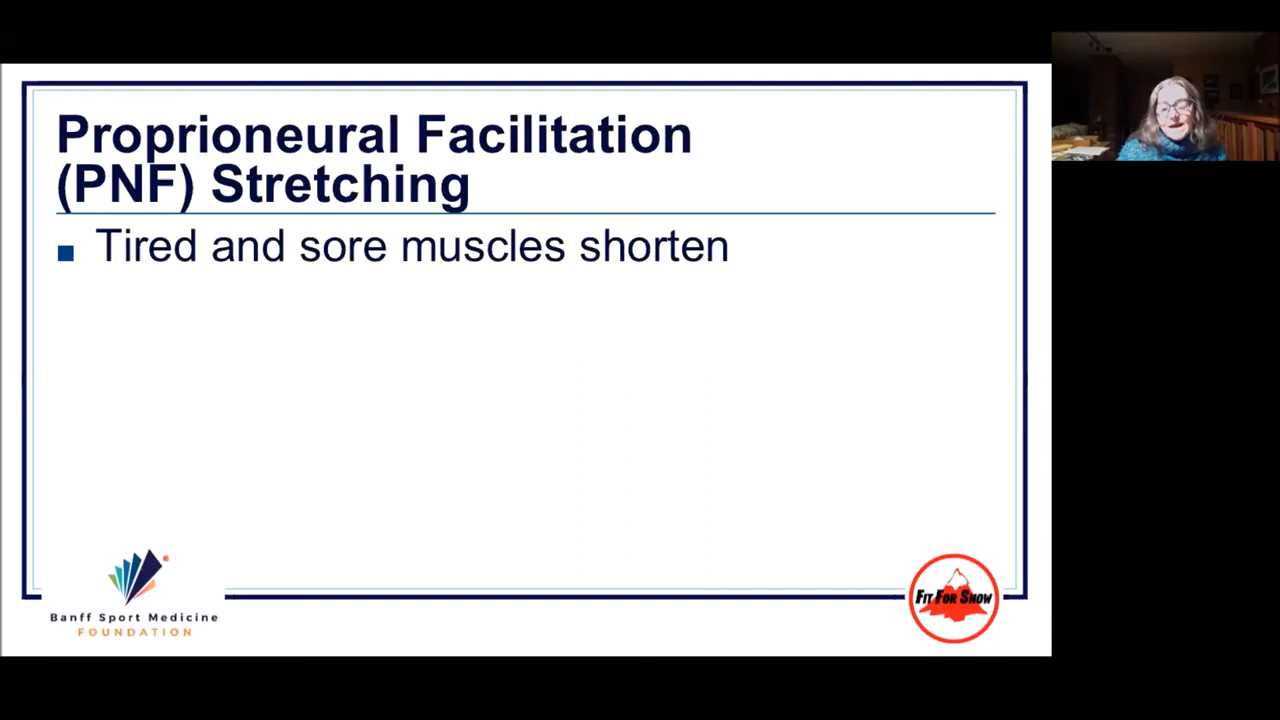 Proprioneural Facilitation
(PNF) Stretching
Tired and sore muscles shorten
Banff Sport Medicine
FOUNDATION
FIT FOR SNOW